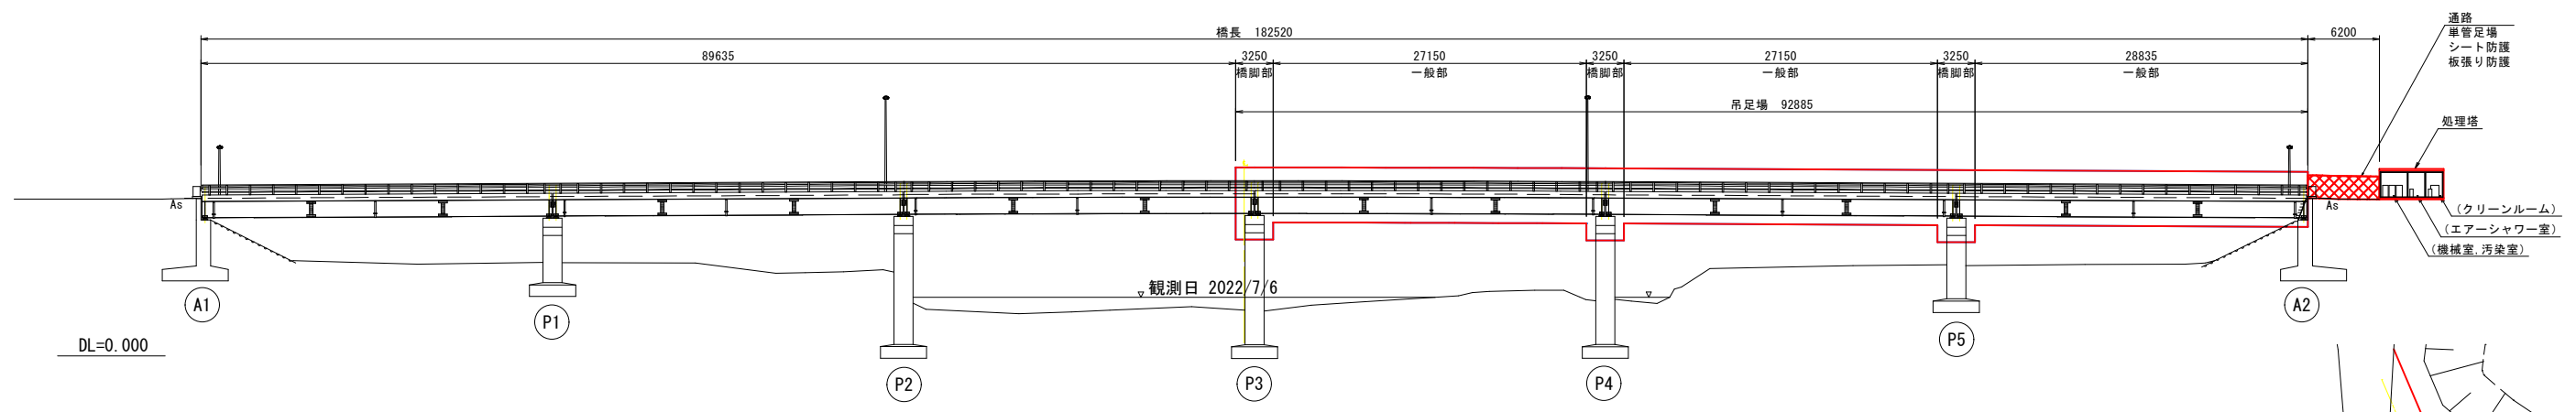 橋長 182520
6200
通路
単管足場
シート防護
板張り防護
89635
3250
27150
3250
27150
3250
28835
橋脚部
一般部
橋脚部
一般部
橋脚部
一般部
吊足場 92885
処理塔
As
As
(クリーンルーム)
(エアーシャワー室)
(機械室,汚染室)
観測日 2022/7/6
A1
P1
P2
P3
P4
P5
A2
DL=0.000